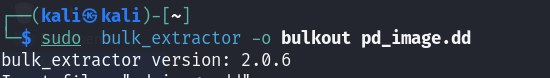 ┌──(kali㉿kali)-[~]
└─$ sudo bulk_extractor -o bulkout pd_image.dd
bulk_extractor version: 2.0.6